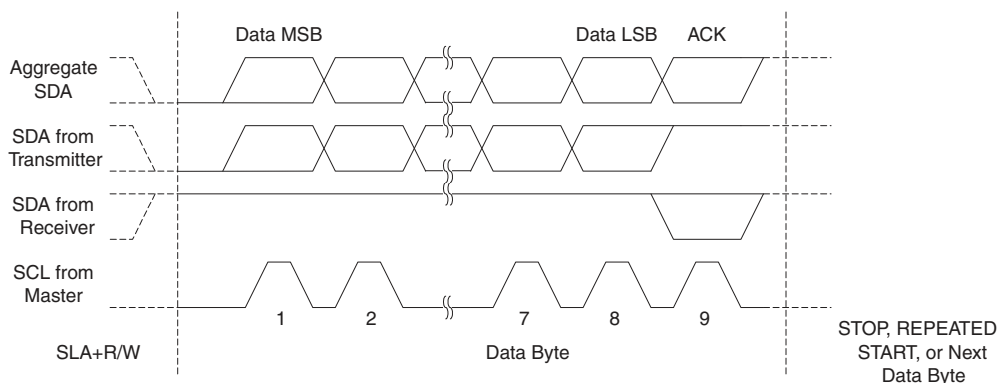 Data MSB
Data LSB
ACK
Aggregate
SDA
SDA from
Transmitter
SDA from
Receiver
SCL from
Master
1
2
7
8
9
SLA+R/W
Data Byte
STOP, REPEATED
START, or Next
Data Byte